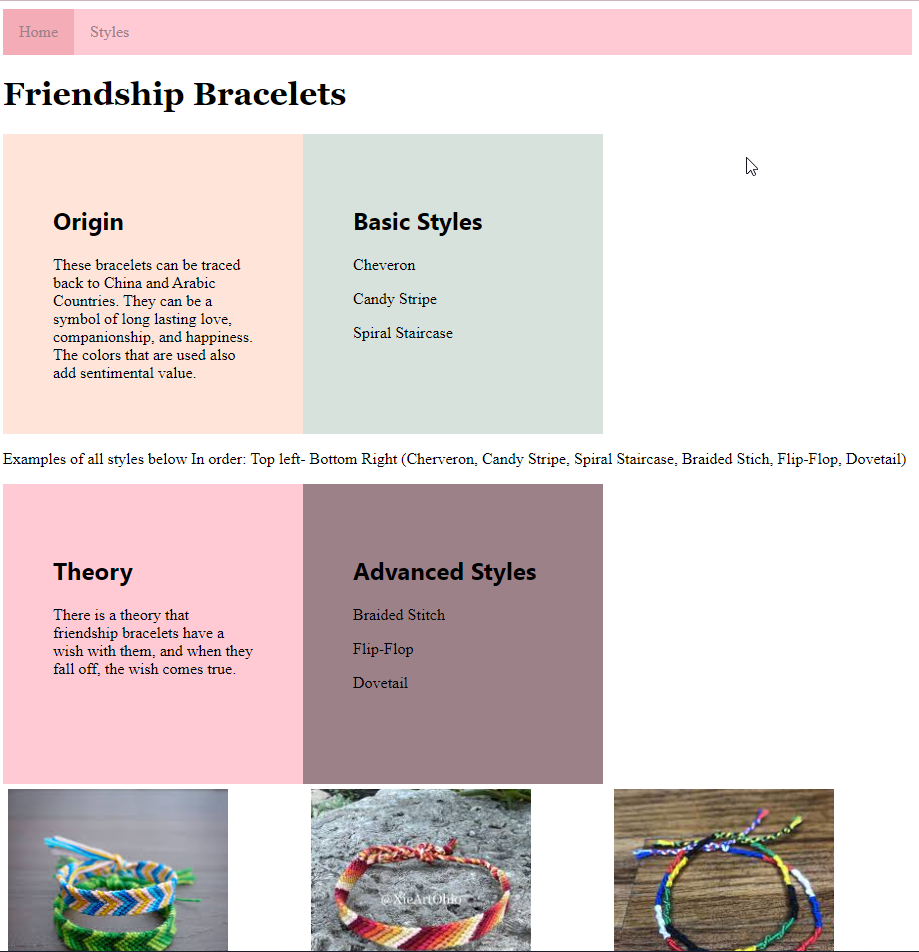 Home Styles
Friendship Bracelets
Origin
These bracelets can be traced
back to China and Arabic
Countries. They can be a
symbol of long lasting love,
companionship, and happiness.
The colors that are used also
add sentimental value.
Basic Styles
Cheveron
Candy Stripe
Spiral Staircase
Examples of all styles below In order: Top left- Bottom Right (Cherveron, Candy Stripe, Spiral Staircase, Braided Stich, Flip-Flop, Dovetail)
Theory
There is a theory that
friendship bracelets have a
wish with them, and when they
fall off, the wish comes true.
Advanced Styles
Braided Stitch
Flip-Flop
Dovetail
@XieArtOhio